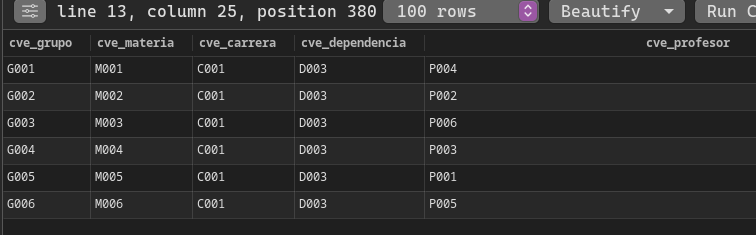 line 13, column 25, position 380 100 rows Beautify Run C
cve_grupo cve_materia cve_carrera cve_dependencia cve_profesor
G001 M001 C001 D003 P004
G002 M002 C001 D003 P002
G003 M003 C001 D003 P006
G004 M004 C001 D003 P003
G005 M005 C001 D003 P001
G006 M006 C001 D003 P005